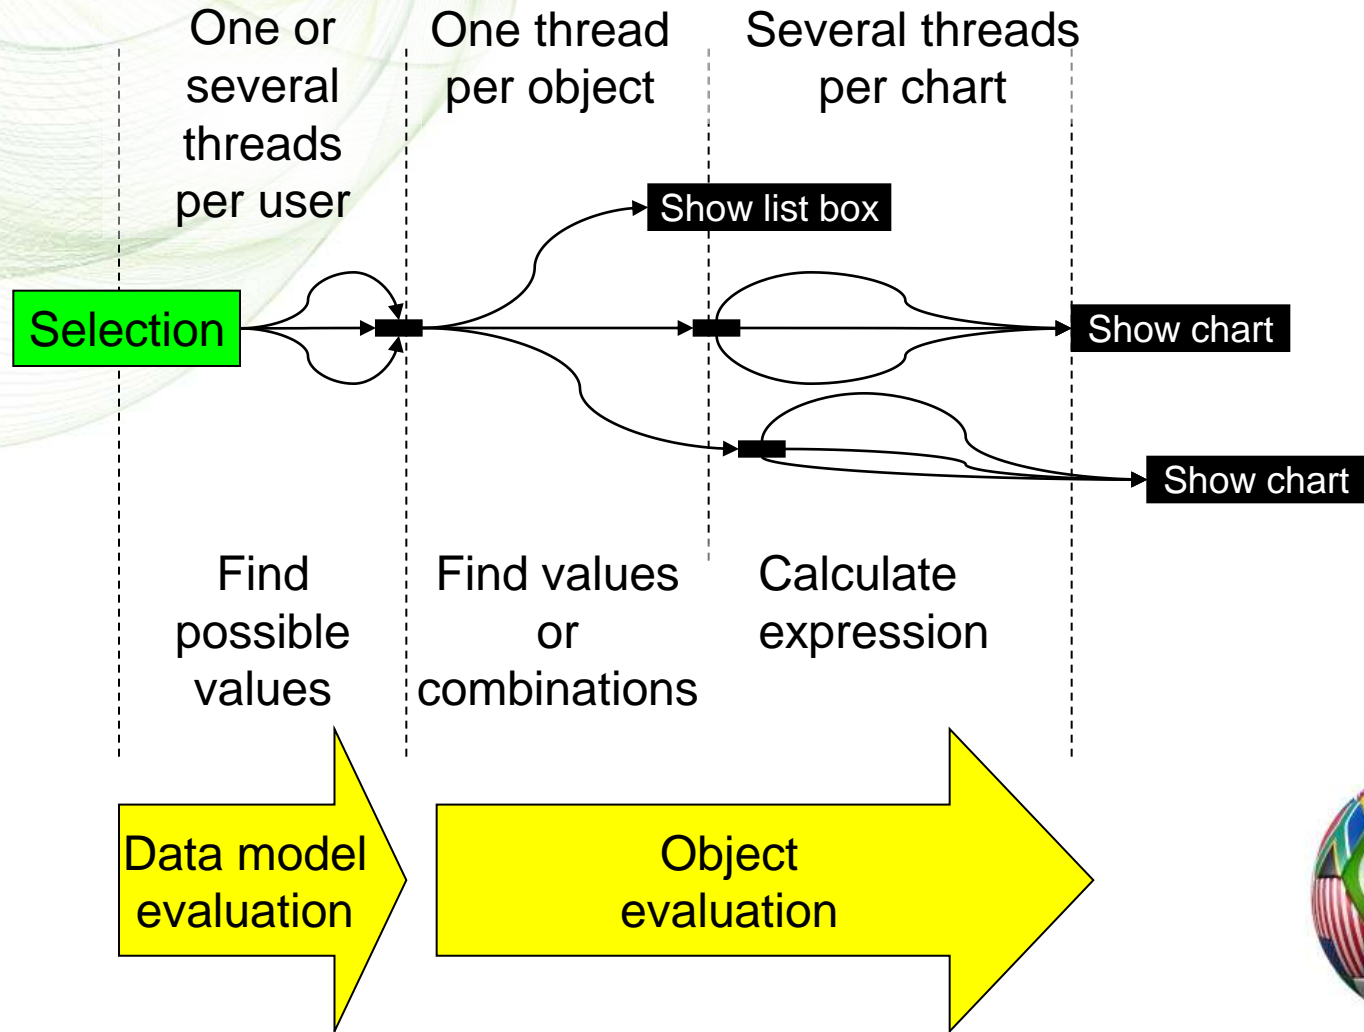 One or
several
threads
per user
One thread
per object
Several threads
per chart
Show list box
Selection
Show chart
Show chart
Find
possible
values
Find values
or
combinations
Calculate
expression
Data model
evaluation
Object
evaluation